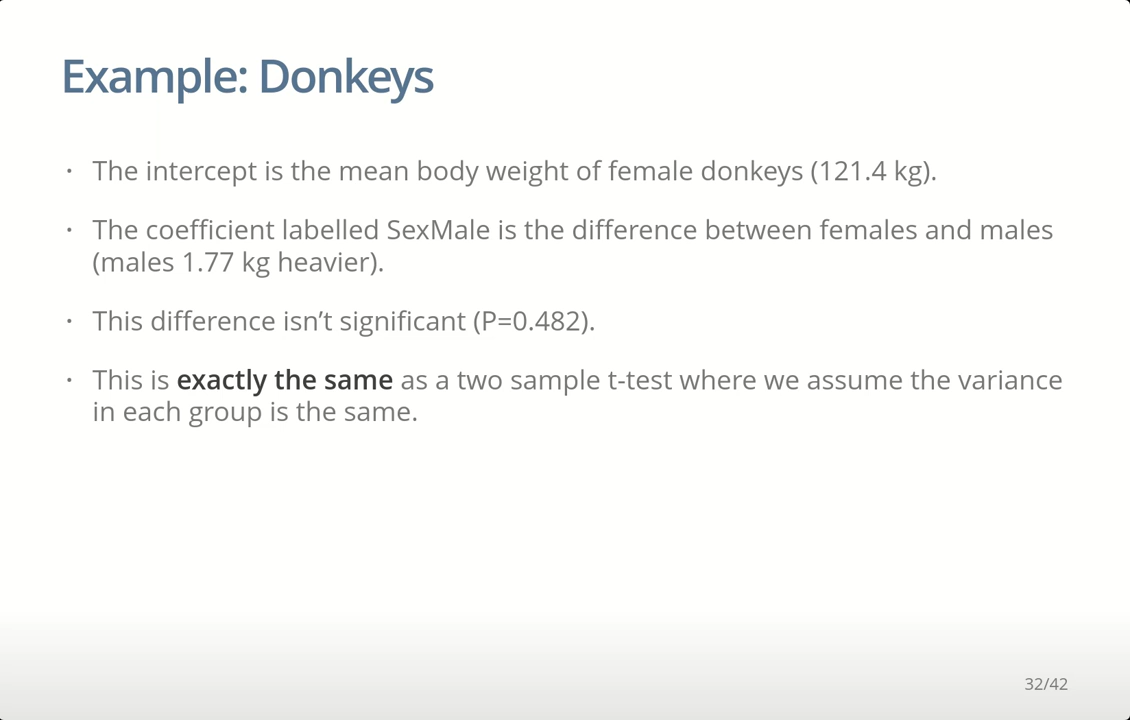 Example: Donkeys
· The intercept is the mean body weight of female donkeys (121.4 kg).
· The coefficient labelled SexMale is the difference between females and males
(males 1.77 kg heavier).
· This difference isn’t significant (P=0.482).
· This is exactly the same as a two sample t-test where we assume the variance
in each group is the same.
32/42